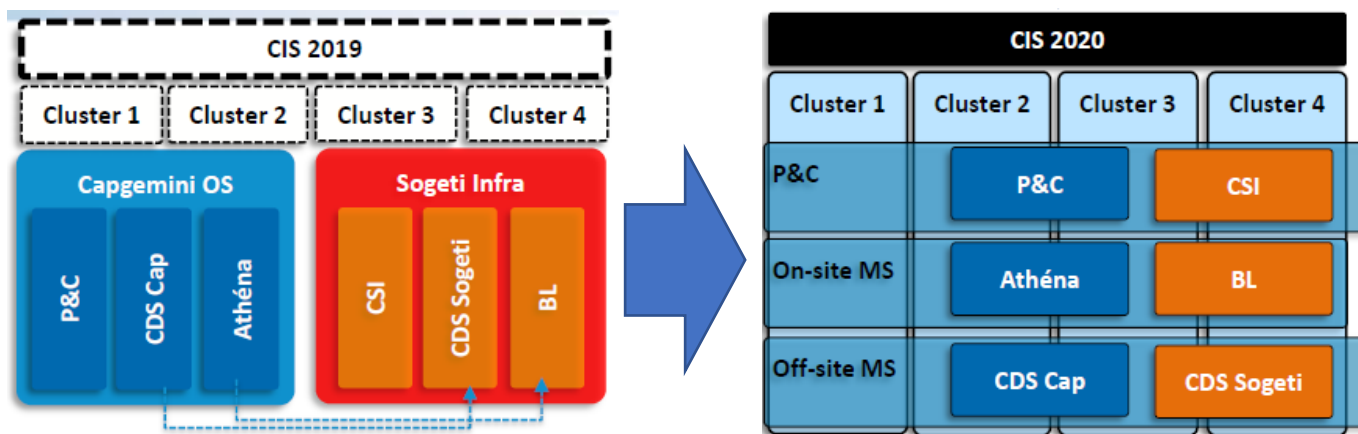 CIS 2019
Cluster 1 Cluster 2 Cluster 3 Cluster 4
Capgemini OS
P&C
CDS Cap
Athéna
Sogeti Infra
CSI
CDS Sogeti
BL
CIS 2020
Cluster 1 Cluster 2 Cluster 3 Cluster 4
P&C P&C CSI
On-site MS Athéna BL
Off-site MS CDS Cap CDS Sogeti